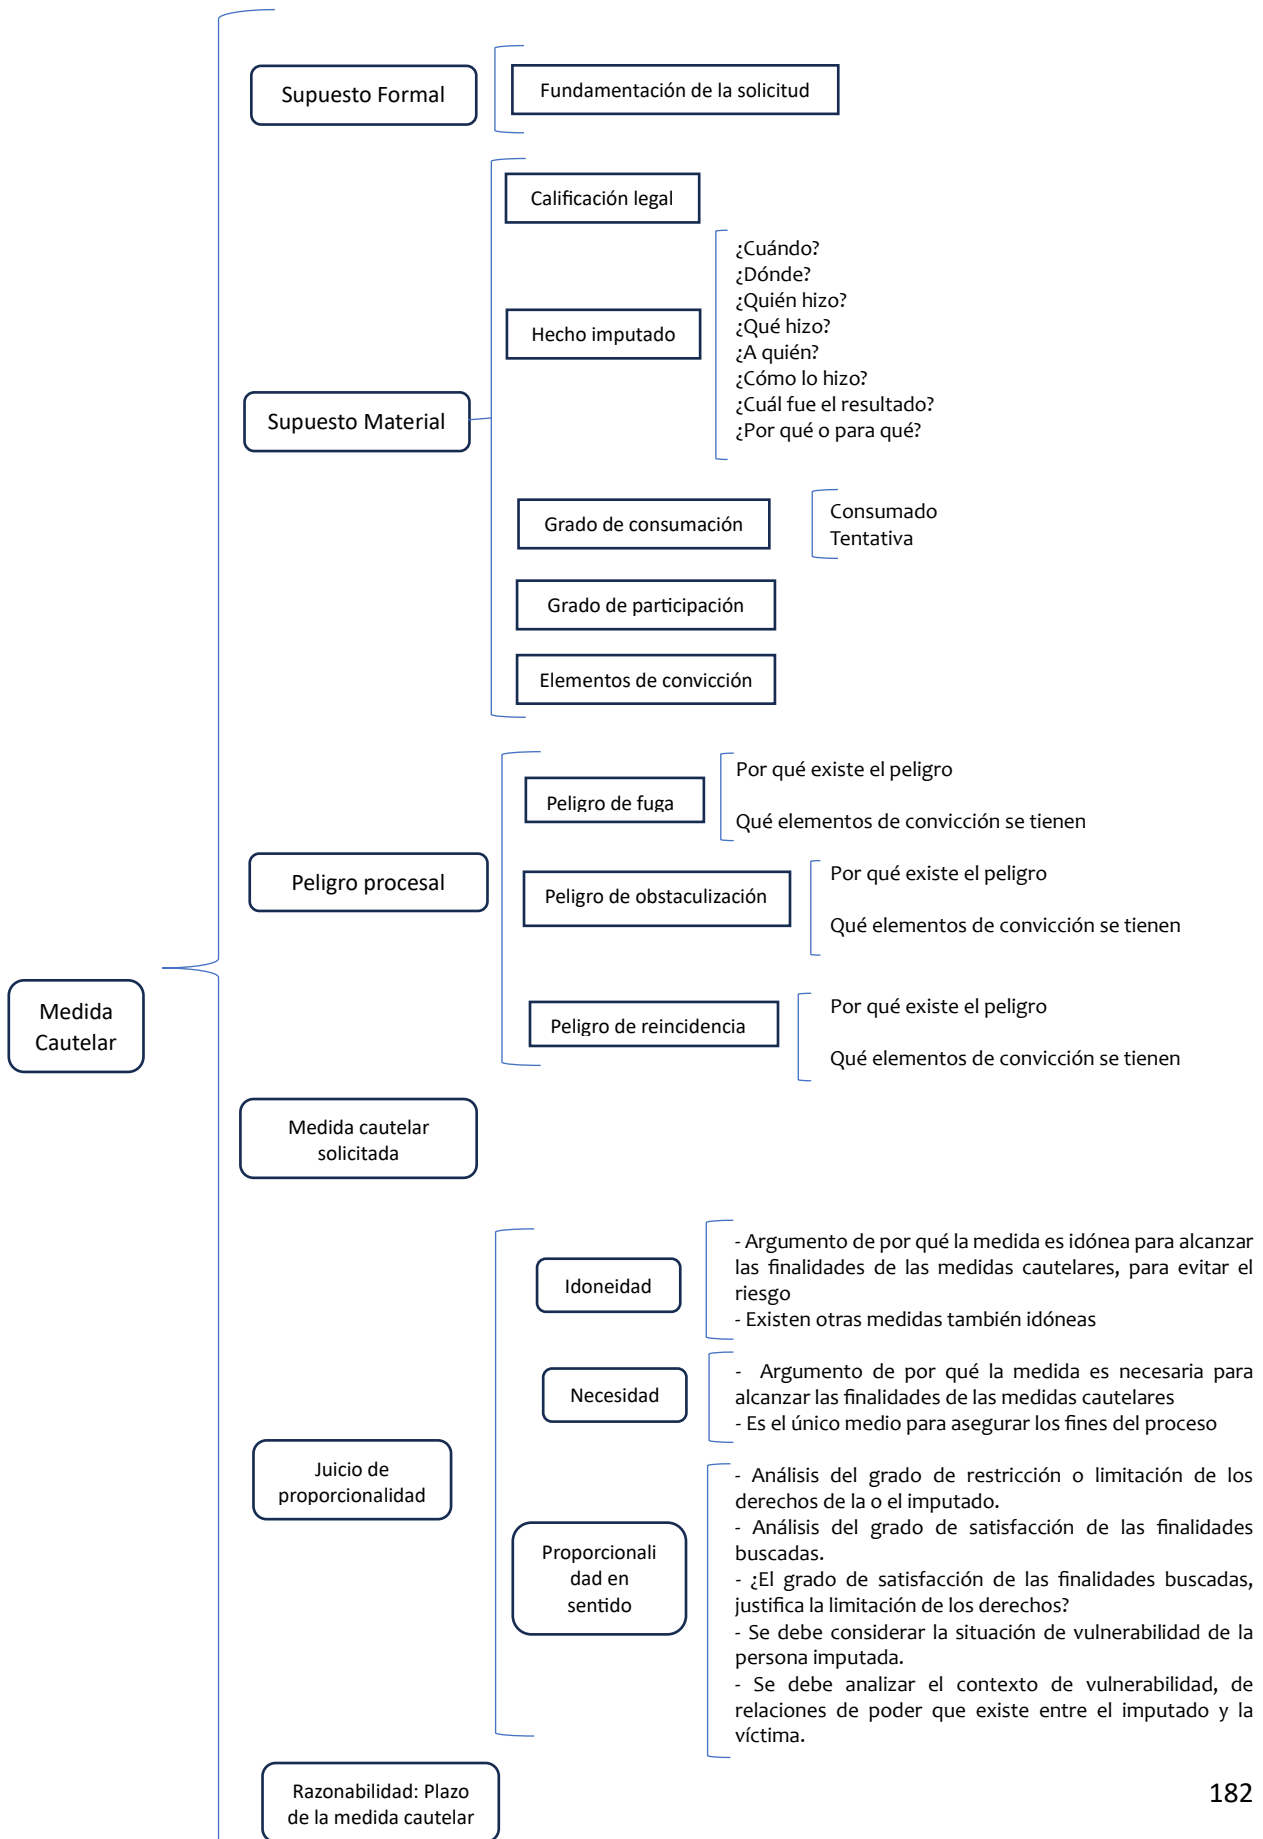 Supuesto Formal
Fundamentación de la solicitud
Calificación legal
Hecho imputado
¿Cuándo?
¿Dónde?
¿Quién hizo?
¿Qué hizo?
¿A quién?
¿Cómo lo hizo?
¿Cuál fue el resultado?
¿Por qué o para qué?
Supuesto Material
Grado de consumación
Consumado
Tentativa
Grado de participación
Elementos de convicción
Peligro procesal
Peligro de fuga
Por qué existe el peligro
Qué elementos de convicción se tienen
Peligro de obstaculización
Por qué existe el peligro
Qué elementos de convicción se tienen
Peligro de reincidencia
Por qué existe el peligro
Qué elementos de convicción se tienen
Medida
Cautelar
Medida cautelar
solicitada
Juicio de
proporcionalidad
Idoneidad
- Argumento de por qué la medida es idónea para alcanzar
las finalidades de las medidas cautelares, para evitar el
riesgo
- Existen otras medidas también idóneas
Necesidad
- Argumento de por qué la medida es necesaria para
alcanzar las finalidades de las medidas cautelares
- Es el único medio para asegurar los fines del proceso
Proporcionali
dad en
sentido
- Análisis del grado de restricción o limitación de los
derechos de la o el imputado.
- Análisis del grado de satisfacción de las finalidades
buscadas.
- ¿El grado de satisfacción de las finalidades buscadas,
justifica la limitación de los derechos?
- Se debe considerar la situación de vulnerabilidad de la
persona imputada.
- Se debe analizar el contexto de vulnerabilidad, de
relaciones de poder que existe entre el imputado y la
víctima.
Razonabilidad: Plazo
de la medida cautelar
182